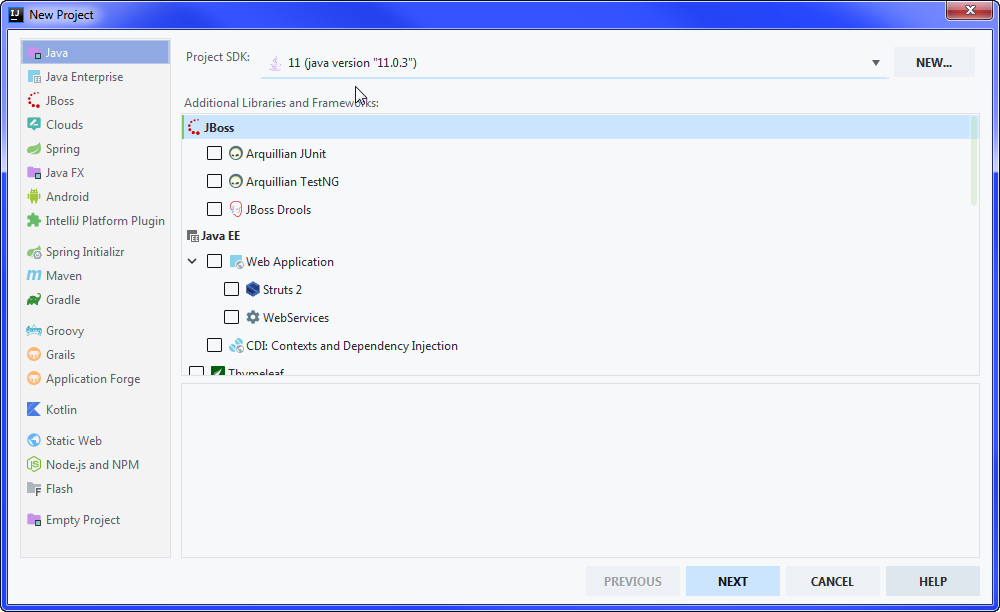 New Project
Java
Java Enterprise
JBoss
Clouds
Spring
Java FX
Android
IntelliJ Platform Plugin
Spring Initializr
Maven
Gradle
Groovy
Grails
Application Forge
Kotlin
Static Web
Node.js and NPM
Flash
Empty Project
Project SDK: 11 (java version "11.0.3") NEW...
Additional Libraries and Frameworks:
JBoss
Arquillian JUnit
Arquillian TestNG
JBoss Drools
Java EE
Web Application
Struts 2
WebServices
CDI: Contexts and Dependency Injection
Thymeleaf
PREVIOUS NEXT CANCEL HELP